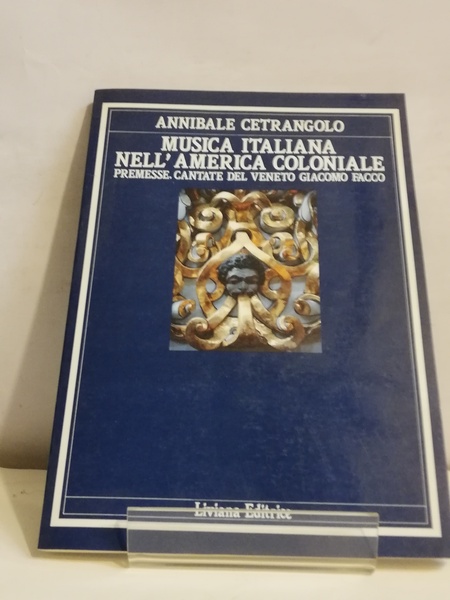 ANNIBALE CETRANGOLO
MUSICA ITALIANA
NELL'AMERICA COLONIALE
PREMESSE. CANTATE DEL VENETO GIACOMO FACCO
Liviana Editrice